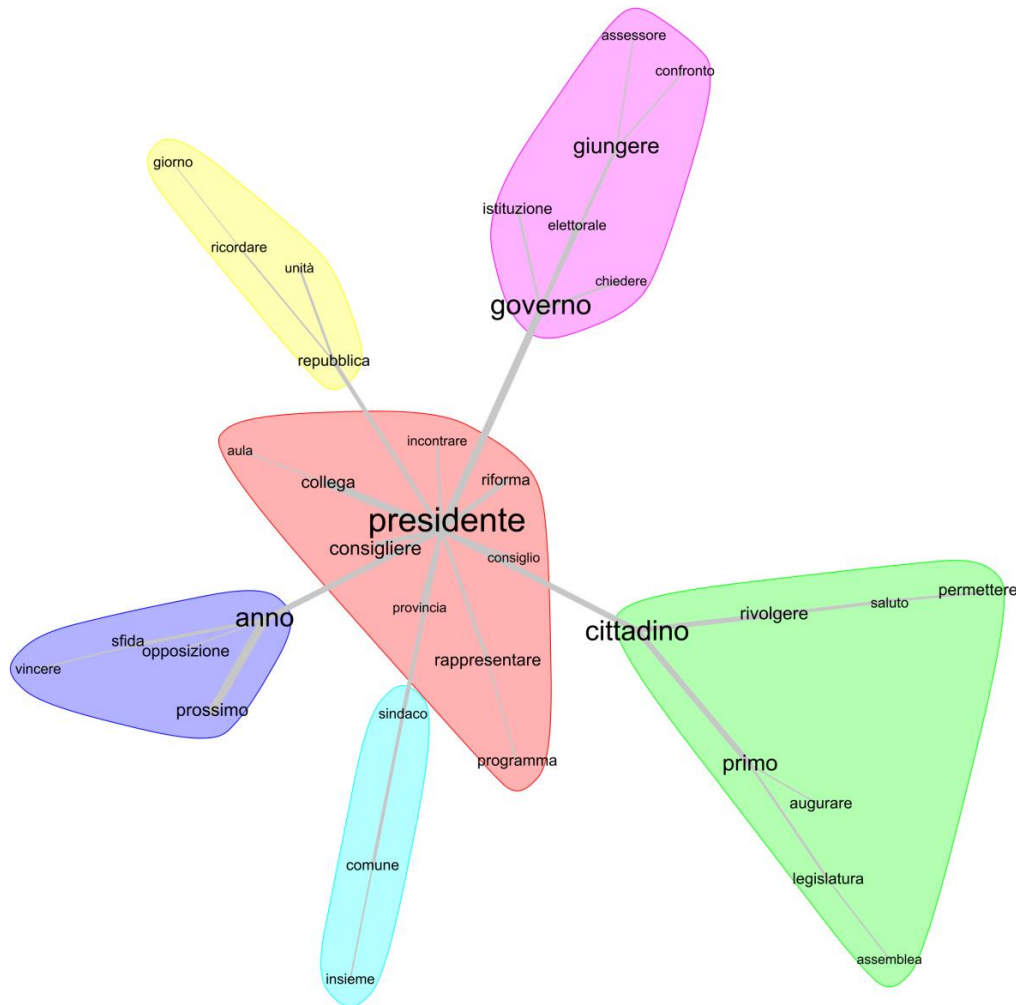 assessore
confronto
giungere
giorno
istituzione
elettorale
ricordare
unità
chiedere
governo
repubblica
incontrare
aula
collega
riforma
presidente
consigliere
consiglio
permettere
saluto
provincia
rivolgere
anno
cittadino
sfida
opposizione
rappresentare
vincere
prossimo
sindaco
programma
primo
augurare
comune
legislatura
assemblea
insieme